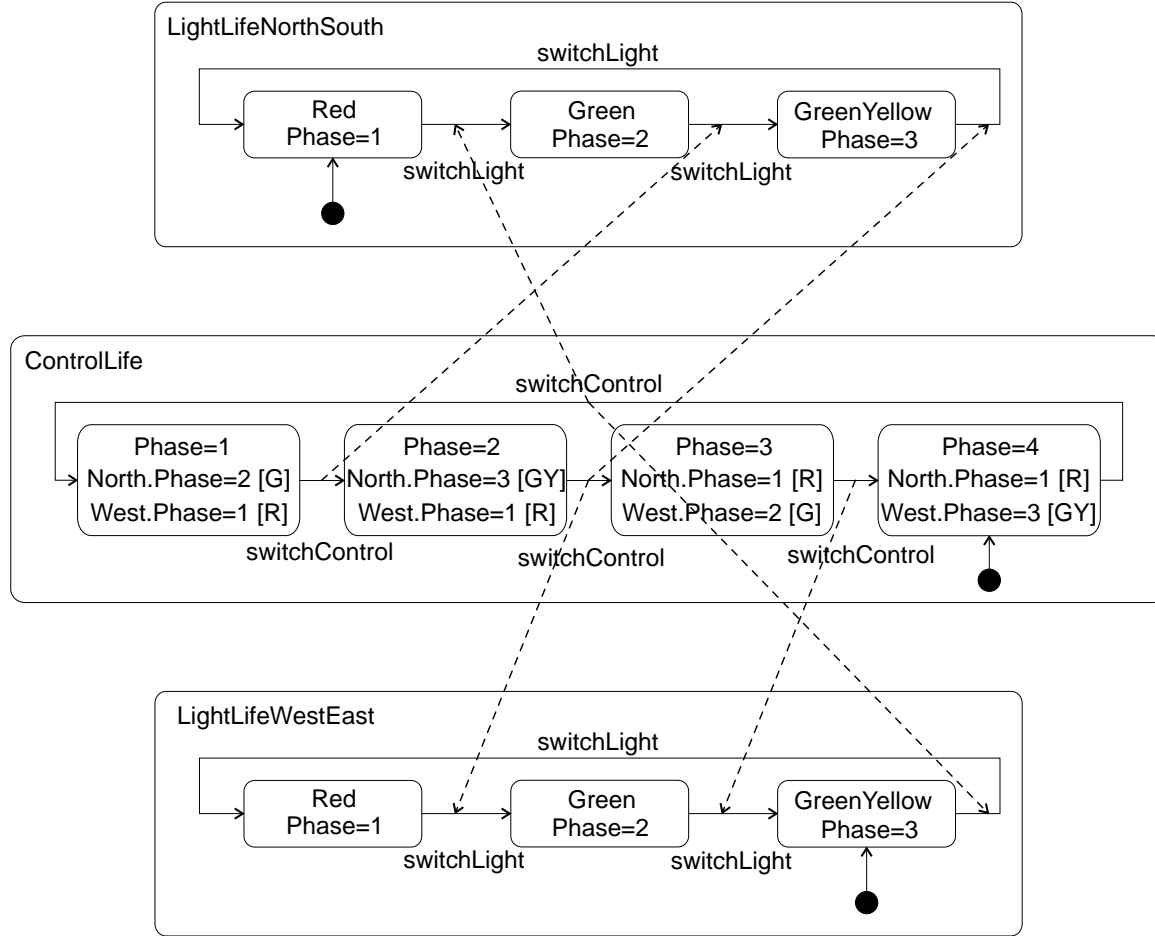 LightLifeNorthSouth
switchLight
Red
Phase=1
Green
Phase=2
GreenYellow
Phase=3
switchLight
switchLight
ControlLife
switchControl
Phase=1
North.Phase=2 [G]
West.Phase=1 [R]
Phase=2
North.Phase=3 [GY]
West.Phase=1 [R]
Phase=3
North.Phase=1 [R]
West.Phase=2 [G]
Phase=4
North.Phase=1 [R]
West.Phase=3 [GY]
switchControl
switchControl
switchControl
LightLifeWestEast
switchLight
Red
Phase=1
Green
Phase=2
GreenYellow
Phase=3
switchLight
switchLight